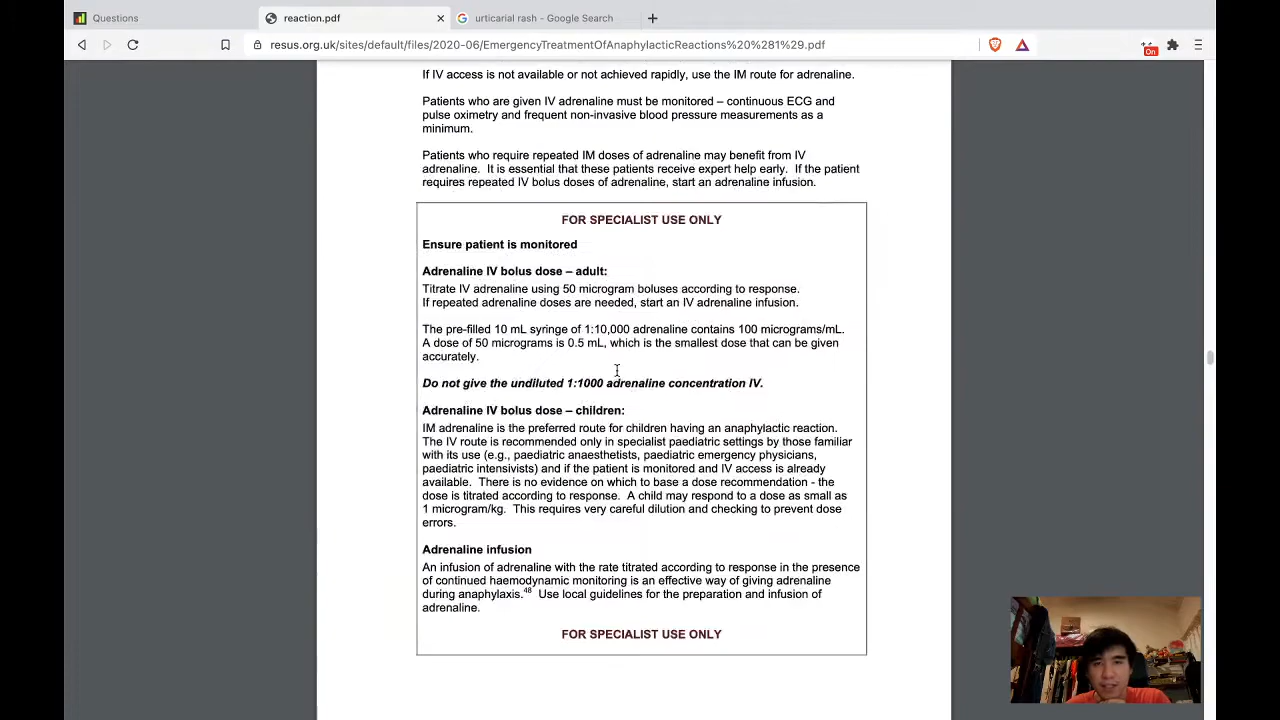 Questions
reaction.pdf
urticarial rash - Google Search
resus.org.uk/sites/default/files/2020-06/EmergencyTreatmentOfAnaphylacticReactions%20%281%29.pdf
On
If IV access is not available or not achieved rapidly, use the IM route for adrenaline.
Patients who are given IV adrenaline must be monitored – continuous ECG and
pulse oximetry and frequent non-invasive blood pressure measurements as a
minimum.
Patients who require repeated IM doses of adrenaline may benefit from IV
adrenaline. It is essential that these patients receive expert help early. If the patient
requires repeated IV bolus doses of adrenaline, start an adrenaline infusion.
FOR SPECIALIST USE ONLY
Ensure patient is monitored
Adrenaline IV bolus dose – adult:
Titrate IV adrenaline using 50 microgram boluses according to response.
If repeated adrenaline doses are needed, start an IV adrenaline infusion.
The pre-filled 10 mL syringe of 1:10,000 adrenaline contains 100 micrograms/mL.
A dose of 50 micrograms is 0.5 mL, which is the smallest dose that can be given
accurately.
Do not give the undiluted 1:1000 adrenaline concentration IV.
Adrenaline IV bolus dose – children:
IM adrenaline is the preferred route for children having an anaphylactic reaction.
The IV route is recommended only in specialist paediatric settings by those familiar
with its use (e.g., paediatric anaesthetists, paediatric emergency physicians,
paediatric intensivists) and if the patient is monitored and IV access is already
available. There is no evidence on which to base a dose recommendation - the
dose is titrated according to response. A child may respond to a dose as small as
1 microgram/kg. This requires very careful dilution and checking to prevent dose
errors.
Adrenaline infusion
An infusion of adrenaline with the rate titrated according to response in the presence
of continued haemodynamic monitoring is an effective way of giving adrenaline
during anaphylaxis.48 Use local guidelines for the preparation and infusion of
adrenaline.
FOR SPECIALIST USE ONLY